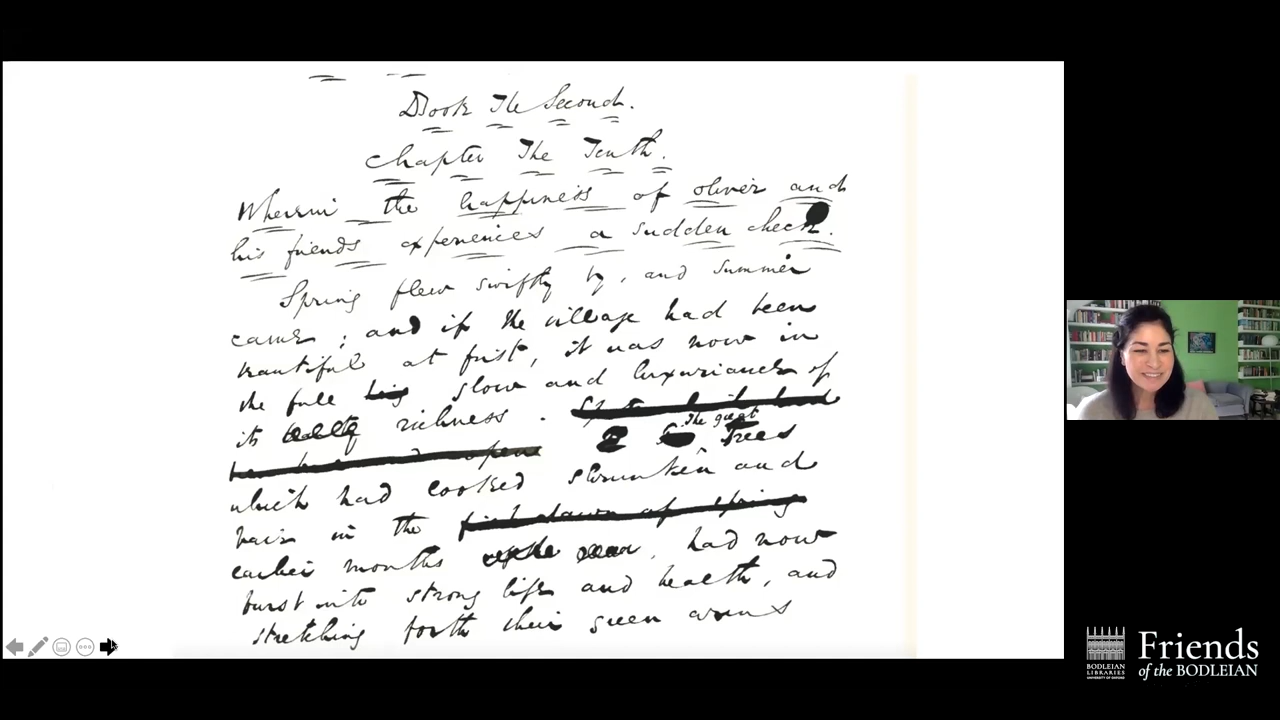 Book The Second.
Chapter The Tenth.
Wherein the happiness of Oliver and
his friends experiences a sudden check.
Spring flew swiftly by, and summer
came; and if the village had been
beautiful at first, it was now in
the full glow and luxuriance of
its richness.
The great
Trees
which had looked shrunken and
bare in the
earlier months, had now
burst into strong life and health, and
stretching forth their green arms
BODLEIAN
LIBRARIES
UNIVERSITY OF OXFORD
Friends
of the BODLEIAN